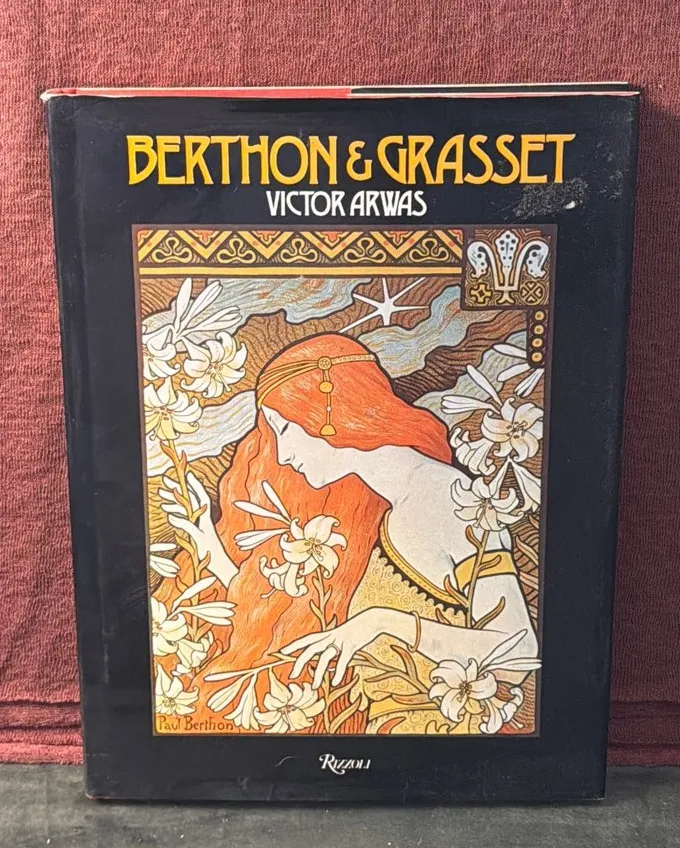 BERTHON & GRASSET
VICTOR ARWAS
Paul Berthon
RIZZOLI